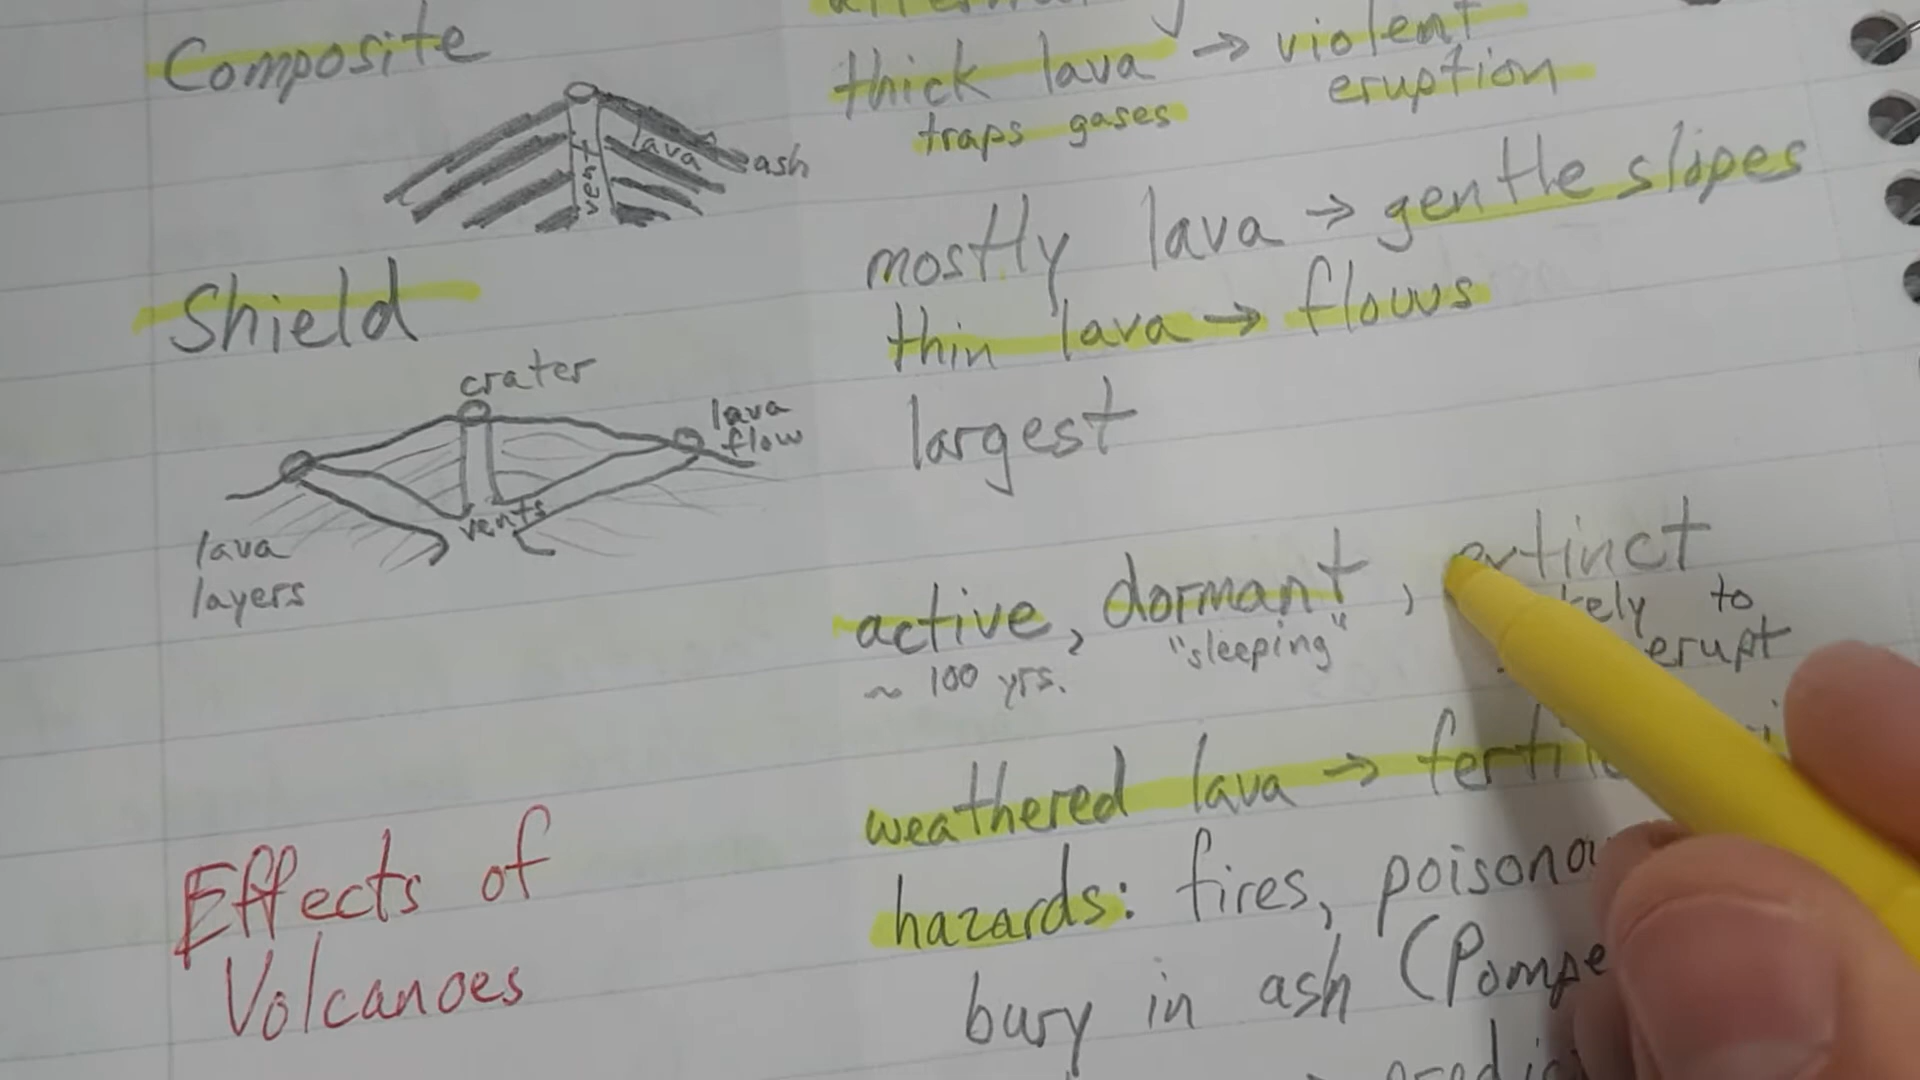 Composite
thick lava → violent
eruption
traps gases
vent
lava
ash
mostly lava → gentle slopes
Shield
thin lava → flows
largest
crater
lava
flow
vents
lava
layers
active, dormant, extinct
~ 100 yrs.
"sleeping"
to
erupt
weathered lava →
hazards: fires,
bury in ash
Effects of
Volcanoes